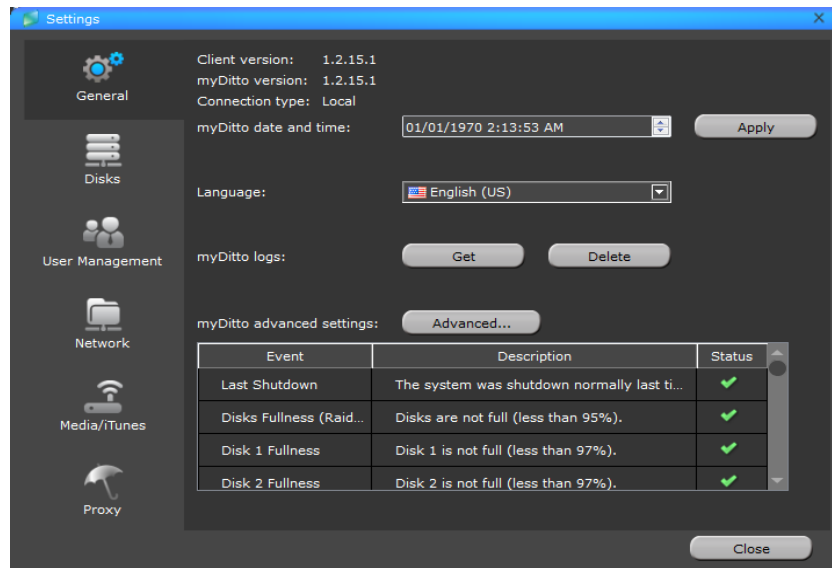 Settings
General
Disks
User Management
Network
Media/iTunes
Proxy
Client version: 1.2.15.1
myDitto version: 1.2.15.1
Connection type: Local
myDitto date and time: 01/01/1970 2:13:53 AM Apply
Language: English (US)
myDitto logs: Get Delete
myDitto advanced settings: Advanced...
Event Description Status
Last Shutdown The system was shutdown normally last ti...
Disks Fullness (Raid... Disks are not full (less than 95%).
Disk 1 Fullness Disk 1 is not full (less than 97%).
Disk 2 Fullness Disk 2 is not full (less than 97%).
Close